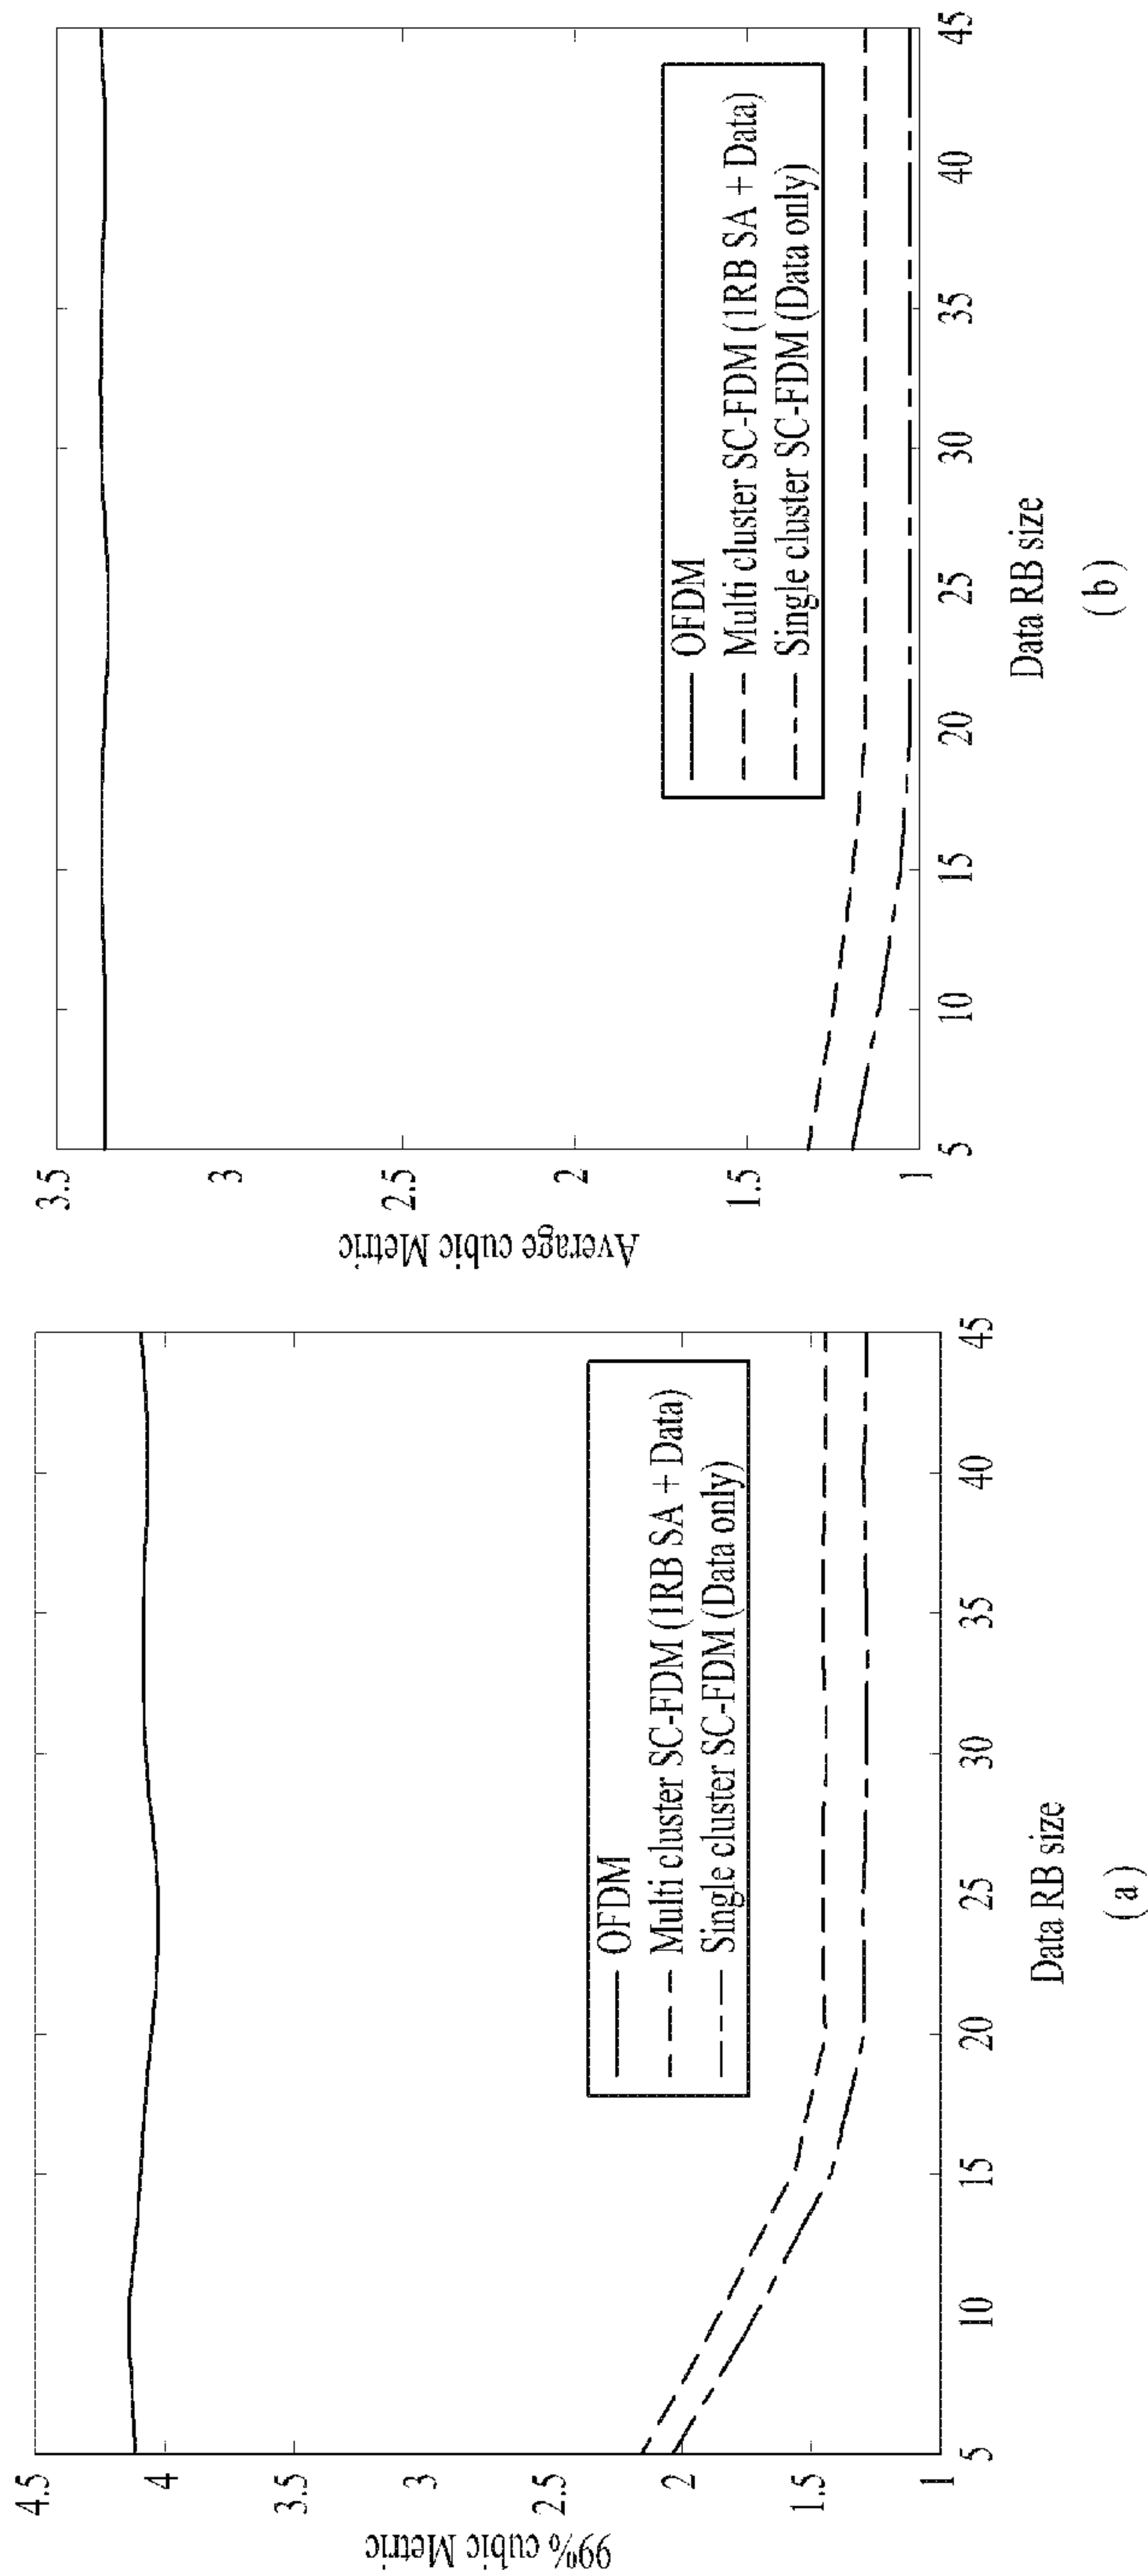 99% cubic Metric
4.5
4
3.5
3
2.5
2
1.5
1
5
10
15
20
25
30
35
40
45
OFDM
Multi cluster SC-FDM (1RB SA + Data)
Single cluster SC-FDM (Data only)
Data RB size
( a )
Average cubic Metric
3.5
3
2.5
2
1.5
1
5
10
15
20
25
30
35
40
45
OFDM
Multi cluster SC-FDM (1RB SA + Data)
Single cluster SC-FDM (Data only)
Data RB size
( b )